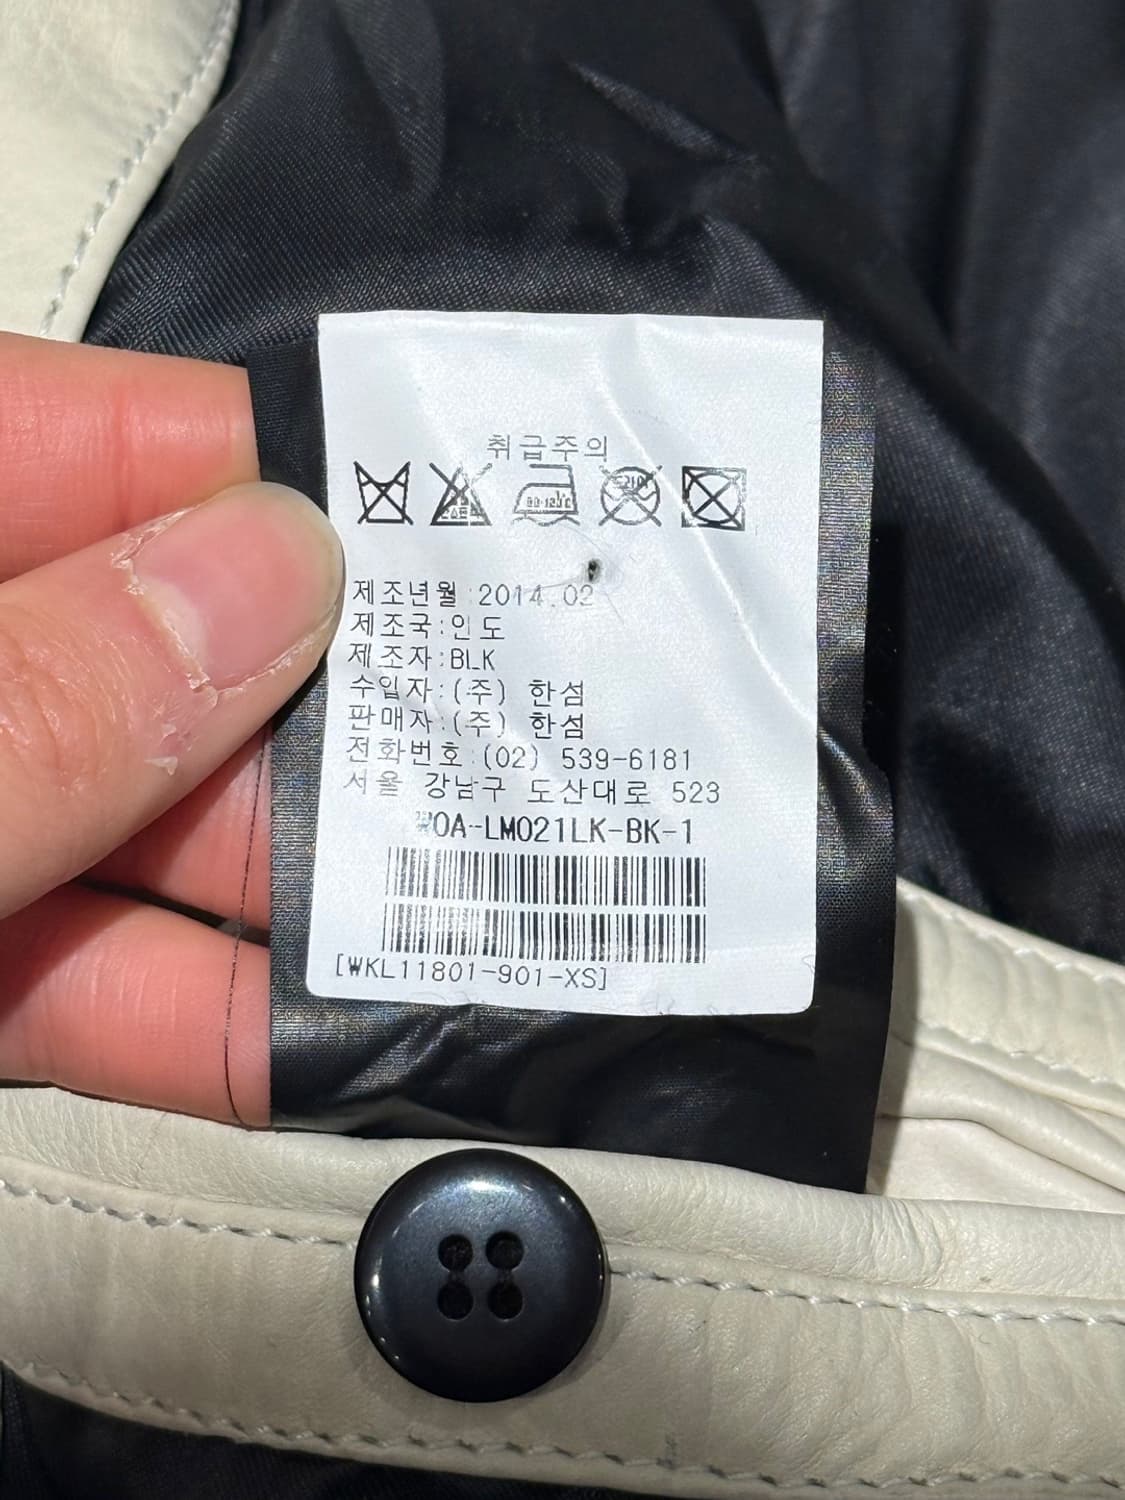 취급주의
80-120℃
제조년월:2014.02
제조국:인도
제조자:BLK
수입자:(주) 한섬
판매자:(주) 한섬
전화번호:(02) 539-6181
서울 강남구 도산대로 523
WOA-LM021LK-BK-1
[WKL11801-901-XS]